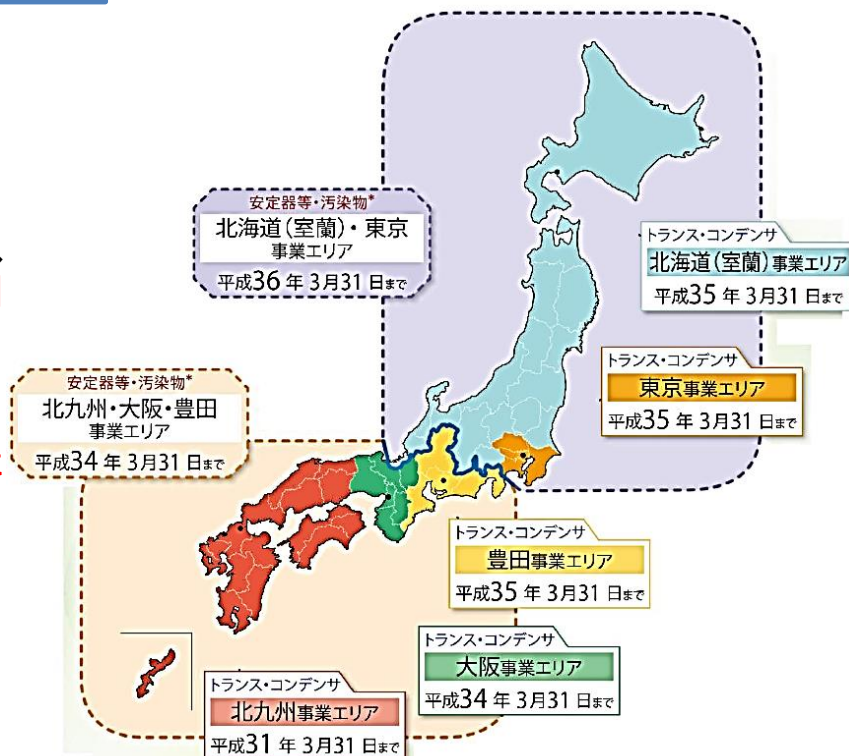 安定器等・汚染物*
北海道(室蘭)・東京
事業エリア
平成36年3月31日まで
トランス・コンデンサ
北海道(室蘭)事業エリア
平成35年3月31日まで
トランス・コンデンサ
東京事業エリア
平成35年3月31日まで
安定器等・汚染物*
北九州・大阪・豊田
事業エリア
平成34年3月31日まで
トランス・コンデンサ
豊田事業エリア
平成35年3月31日まで
トランス・コンデンサ
大阪事業エリア
平成34年3月31日まで
トランス・コンデンサ
北九州事業エリア
平成31年3月31日まで